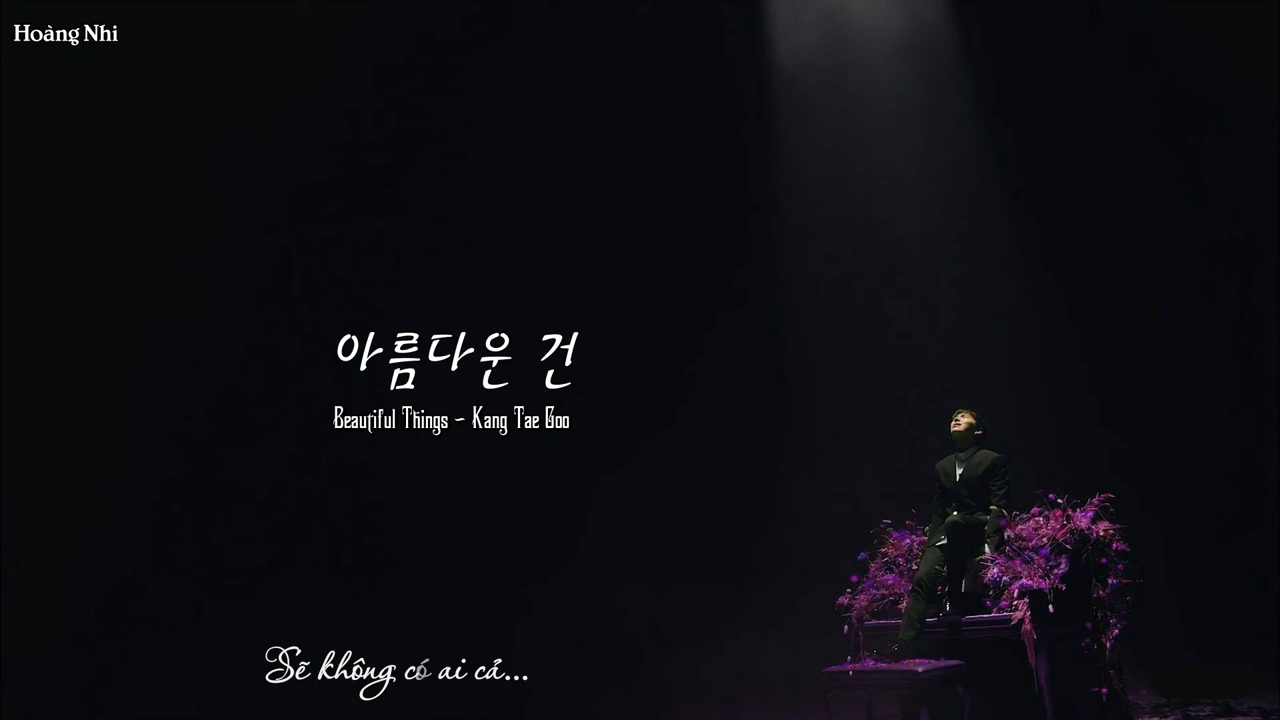 Hoàng Nhi
아름다운 건
Beautiful Things - Kang Tae Goo
Sẽ không có ai cả...